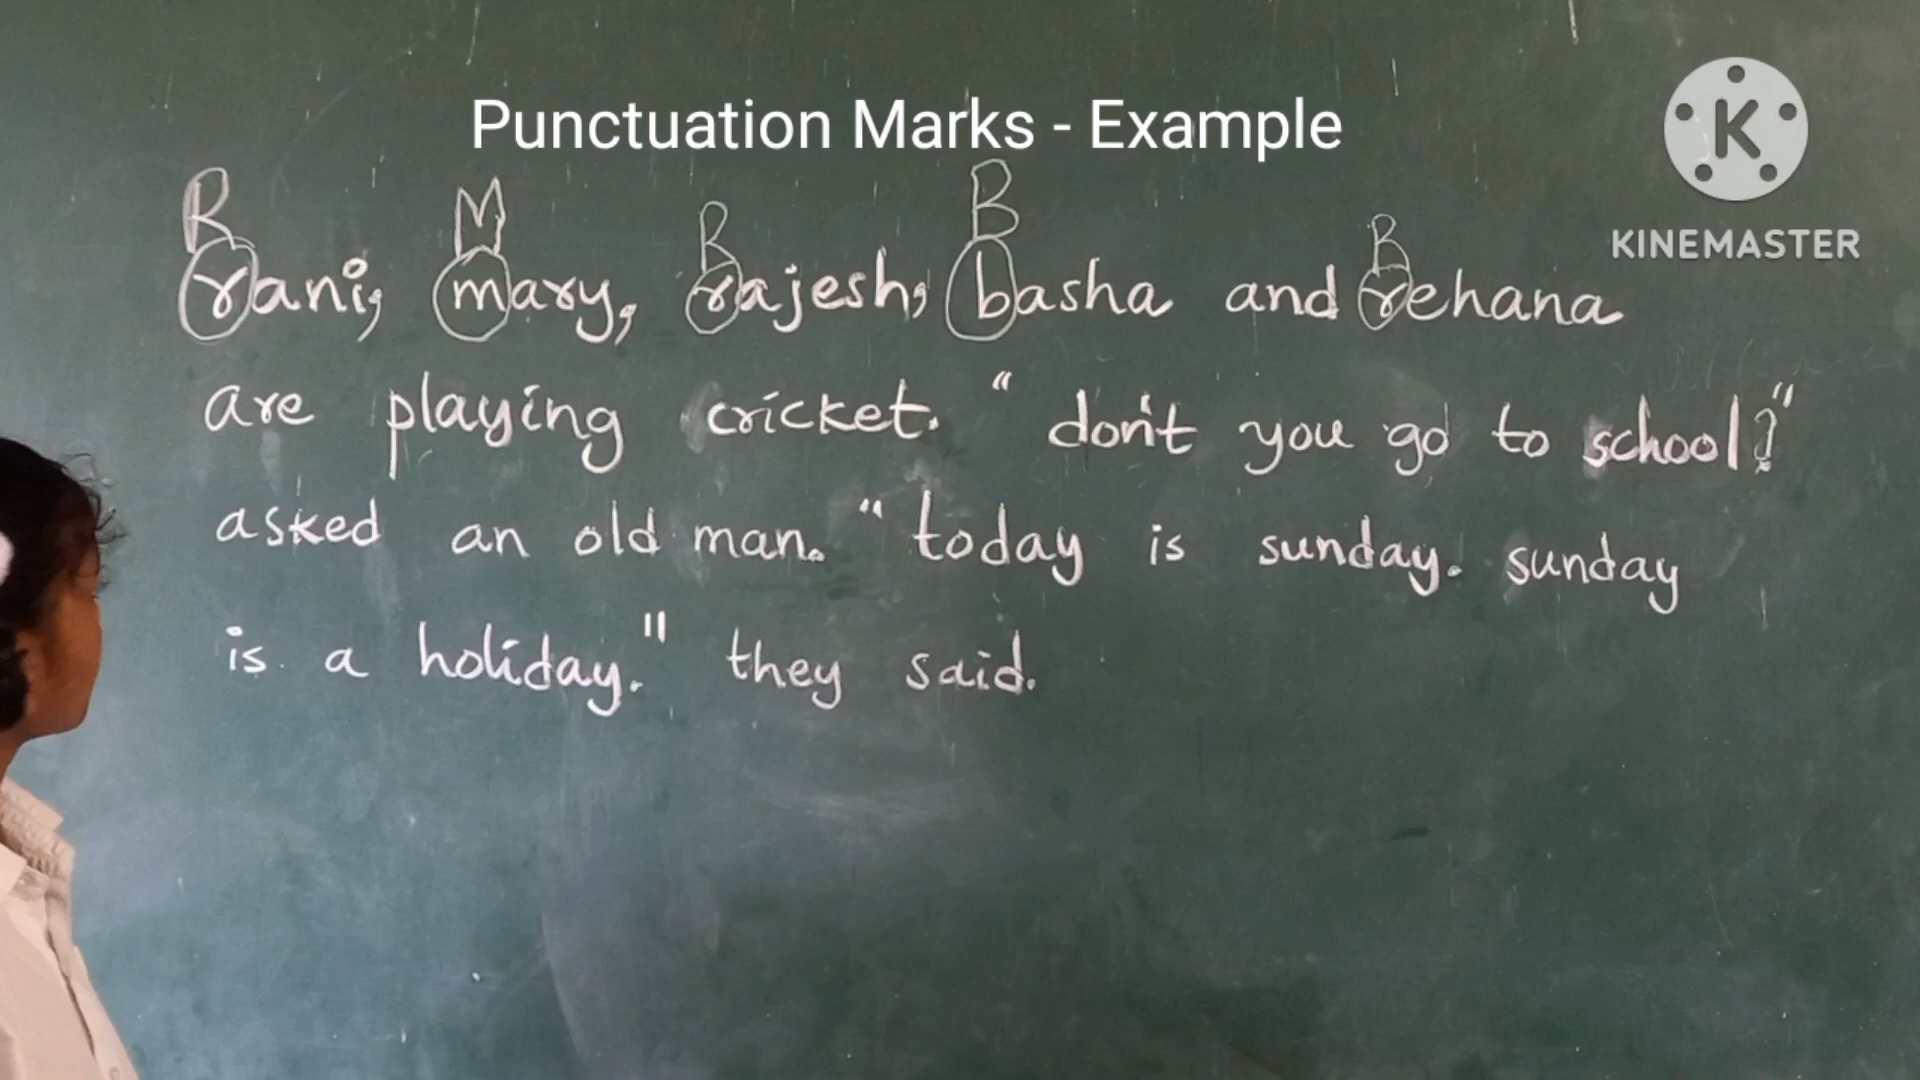 Punctuation Marks - Example
K
KINEMASTER
R M R B R
rani, mary, rajesh, basha and rehana
are playing cricket. "don't you go to school?"
asked an old man. "today is sunday. sunday
is a holiday." they said.